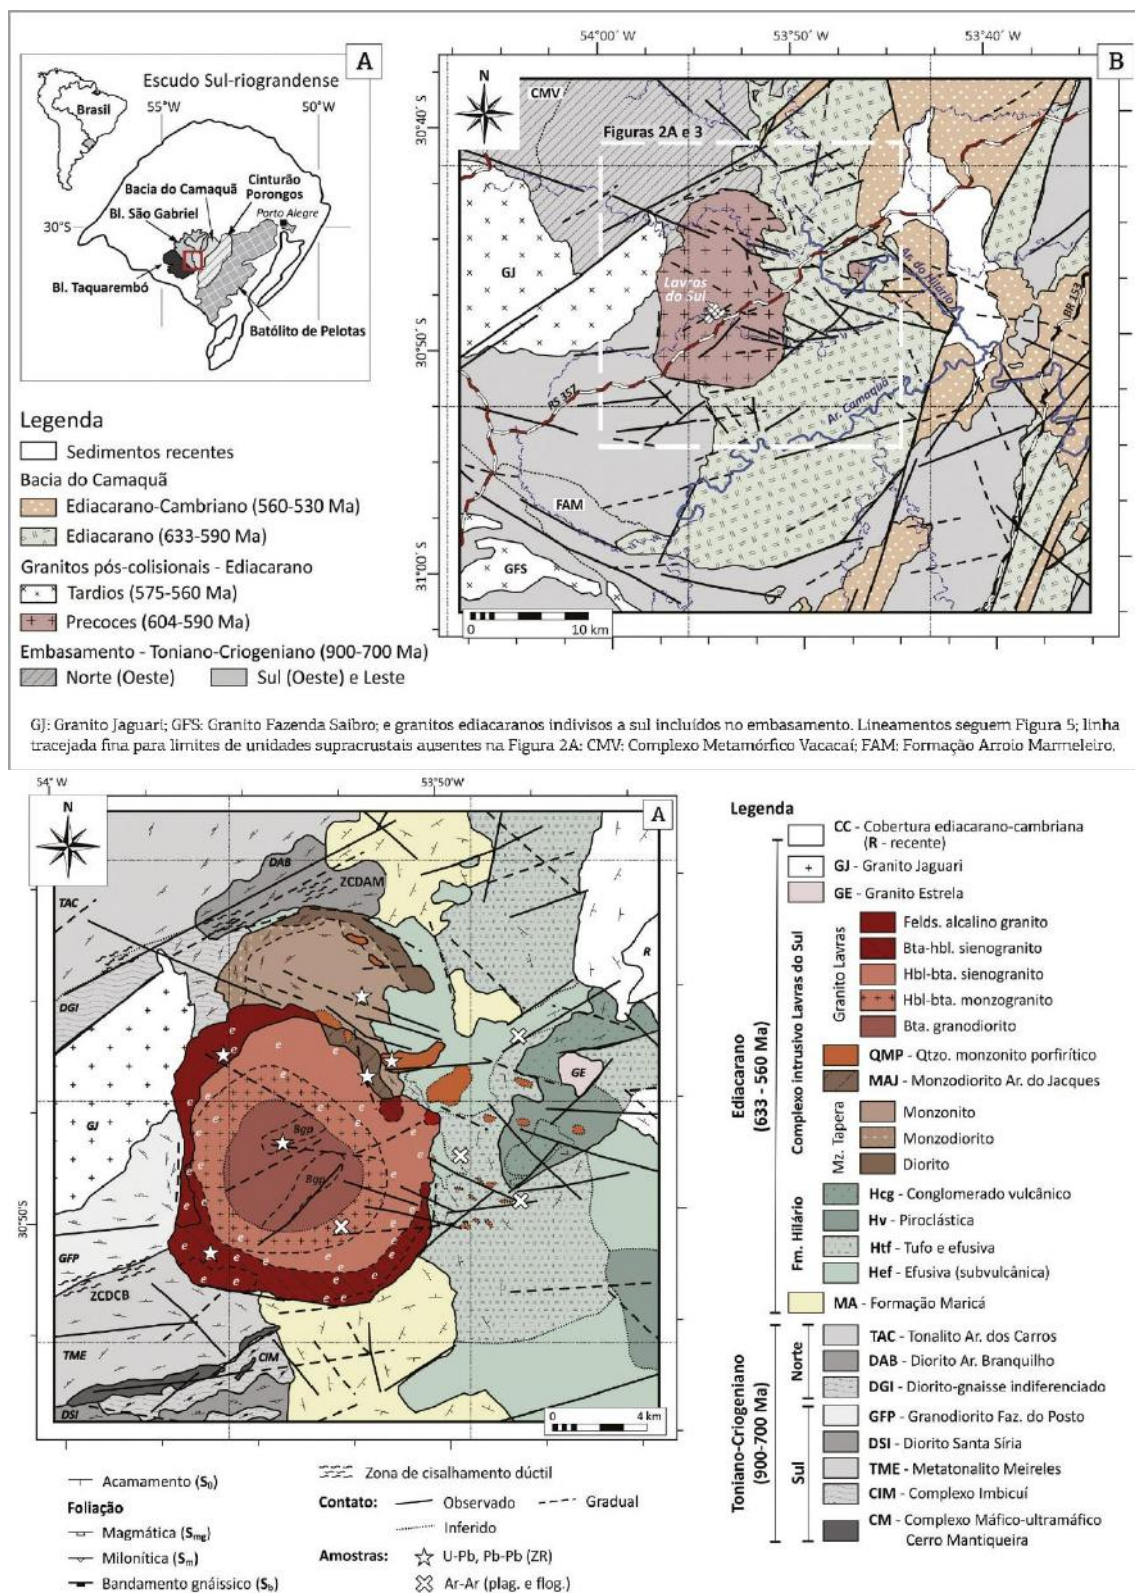 A
Escudo Sul-riograndense
Brasil
55°W
50°W
Bacia do Camaquã
Cinturão
Porongos
Bl. São Gabriel
Porto Alegre
30°S
Bl. Taquarembó
Batólito de Pelotas
Legenda
Sedimentos recentes
Bacia do Camaquã
Ediacarano-Cambriano (560-530 Ma)
Ediacarano (633-590 Ma)
Granitos pós-colisionais - Ediacarano
Tardios (575-560 Ma)
Precoces (604-590 Ma)
Embasamento - Toniano-Criogeniano (900-700 Ma)
Norte (Oeste) Sul (Oeste) e Leste
54°00´ W
53°50´ W
53°40´ W
B
N
CMV
Figuras 2A e 3
30°40´ S
GJ
Lavras
do Sul
Ar. do Hilário
BR 153
30°50´ S
RS 357
Ar. Camaquã
FAM
31°00´ S
GFS
0 10 km
GJ: Granito Jaguari; GFS: Granito Fazenda Saibro; e granitos ediacaranos indivisos a sul incluídos no embasamento. Lineamentos seguem Figura 5; linha
tracejada fina para limites de unidades supracrustais ausentes na Figura 2A: CMV: Complexo Metamórfico Vacacaí; FAM: Formação Arroio Marmeleiro.
54° W
53°50'W
N
A
DAB
ZCDAM
TAC
R
DGI
GE
GJ
Bgp
Bgp
30°50'S
GFP
ZCDCB
TME
CIM
DSI
0 4 km
Acamamento (S₀)
Foliação
Magmática (Smg)
Milonítica (Sm)
Bandamento gnáissico (Sb)
Zona de cisalhamento dúctil
Contato: Observado Gradual
Inferido
Amostras: U-Pb, Pb-Pb (ZR)
Ar-Ar (plag. e flog.)
Legenda
CC - Cobertura ediacarano-cambriana
(R - recente)
GJ - Granito Jaguari
GE - Granito Estrela
Ediacarano
(633 - 560 Ma)
Complexo intrusivo Lavras do Sul
Granito Lavras
Felds. alcalino granito
Bta-hbl. sienogranito
Hbl-bta. sienogranito
Hbl-bta. monzogranito
Bta. granodiorito
QMP - Qtzo. monzonito porfirítico
MAJ - Monzodiorito Ar. do Jacques
Mz. Tapera
Monzonito
Monzodiorito
Diorito
Fm. Hilário
Hcg - Conglomerado vulcânico
Hv - Piroclástica
Htf - Tufo e efusiva
Hef - Efusiva (subvulcânica)
MA - Formação Maricá
Toniano-Criogeniano
(900-700 Ma)
Norte
TAC - Tonalito Ar. dos Carros
DAB - Diorito Ar. Branquilho
DGI - Diorito-gnaisse indiferenciado
Sul
GFP - Granodiorito Faz. do Posto
DSI - Diorito Santa Síria
TME - Metatonalito Meireles
CIM - Complexo Imbicuí
CM - Complexo Máfico-ultramáfico
Cerro Mantiqueira